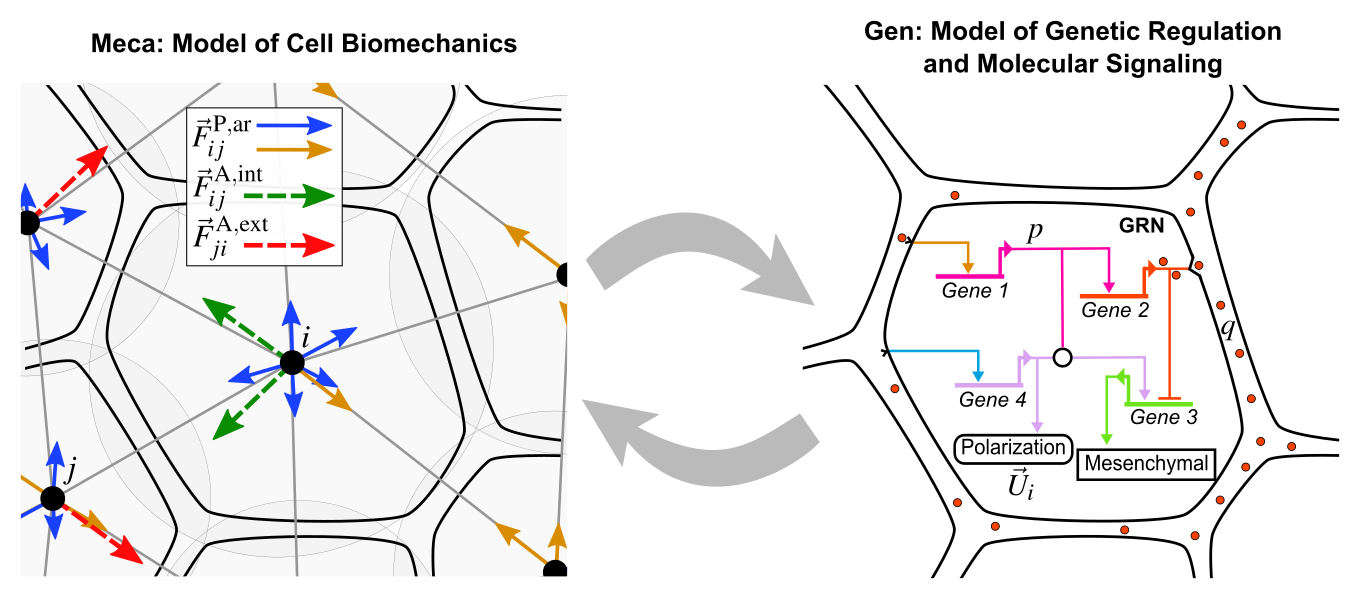 Meca: Model of Cell Biomechanics
Gen: Model of Genetic Regulation
and Molecular Signaling
F⃗ij^P,ar
F⃗ij^A,int
F⃗ji^A,ext
i
j
GRN
p
Gene 1
Gene 2
q
Gene 4
Gene 3
Polarization
Mesenchymal
U⃗i